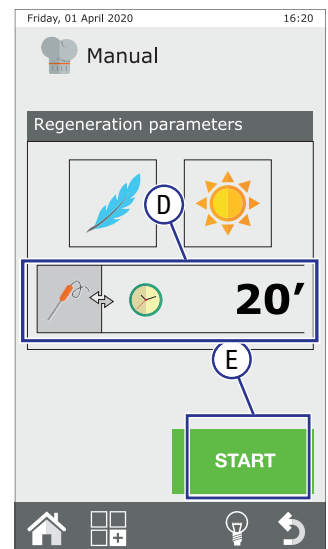 Friday, 01 April 2020 16:20
Manual
Regeneration parameters
D
20′
E
START